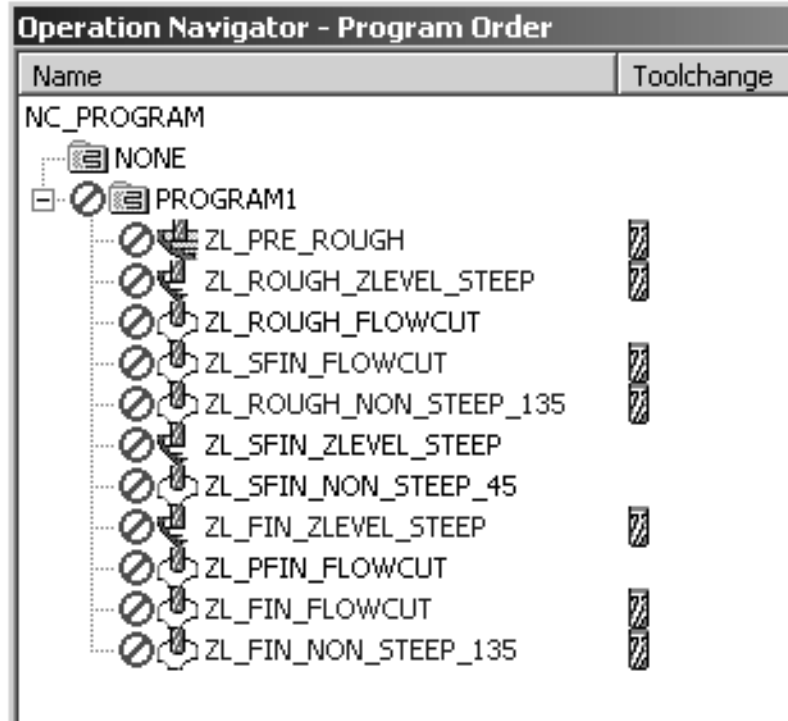 Operation Navigator - Program Order
Name Toolchange
NC_PROGRAM
NONE
PROGRAM1
ZL_PRE_ROUGH
ZL_ROUGH_ZLEVEL_STEEP
ZL_ROUGH_FLOWCUT
ZL_SFIN_FLOWCUT
ZL_ROUGH_NON_STEEP_135
ZL_SFIN_ZLEVEL_STEEP
ZL_SFIN_NON_STEEP_45
ZL_FIN_ZLEVEL_STEEP
ZL_PFIN_FLOWCUT
ZL_FIN_FLOWCUT
ZL_FIN_NON_STEEP_135